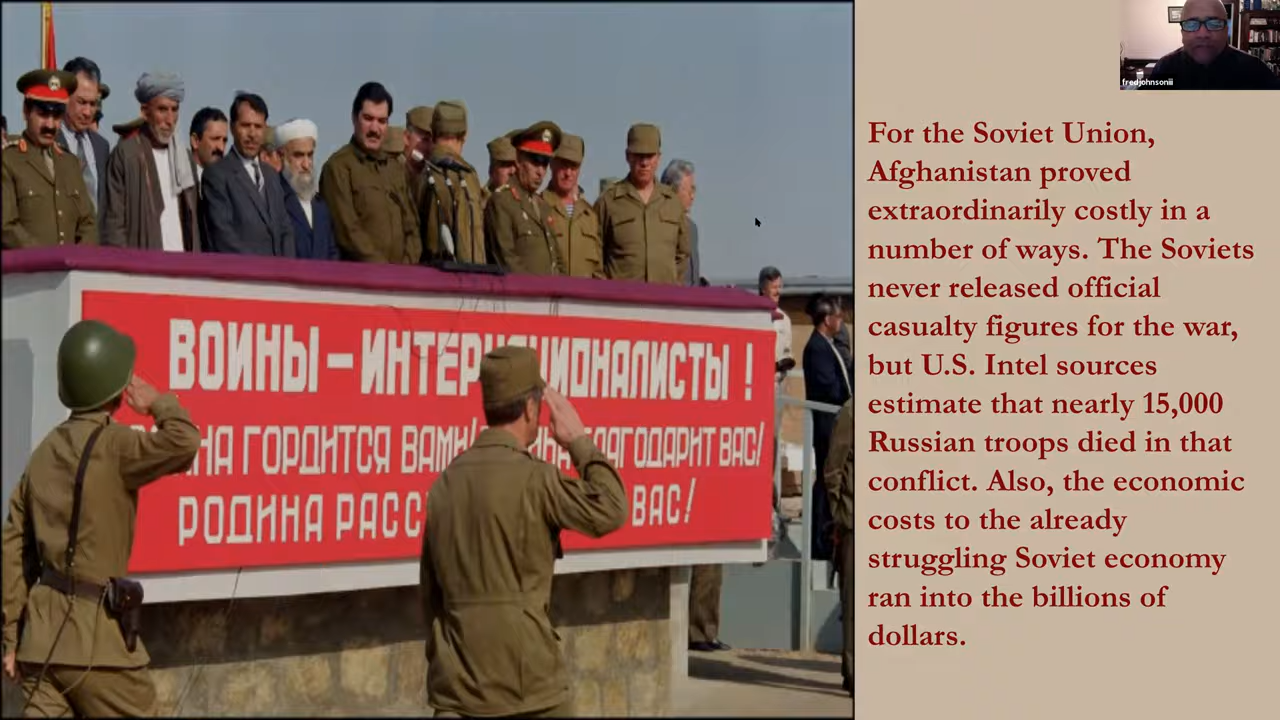 ВОИНЫ – ИНТЕР ЦИОНАЛИСТЫ !
НА ГОРДИТСЯ ВАМИ! БЛАГОДАРИТ ВАС!
РОДИНА РАСС ВАС!
fredjohnsoniii
For the Soviet Union,
Afghanistan proved
extraordinarily costly in a
number of ways. The Soviets
never released official
casualty figures for the war,
but U.S. Intel sources
estimate that nearly 15,000
Russian troops died in that
conflict. Also, the economic
costs to the already
struggling Soviet economy
ran into the billions of
dollars.